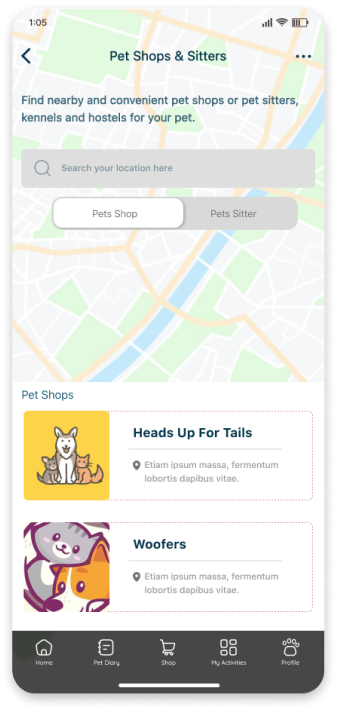 1:05
Pet Shops & Sitters
Find nearby and convenient pet shops or pet sitters,
kennels and hostels for your pet.
Search your location here
Pets Shop
Pets Sitter
Pet Shops
Heads Up For Tails
Etiam ipsum massa, fermentum
lobortis dapibus vitae.
Woofers
Etiam ipsum massa, fermentum
lobortis dapibus vitae.
Home
Pet Diary
Shop
My Activities
Profile